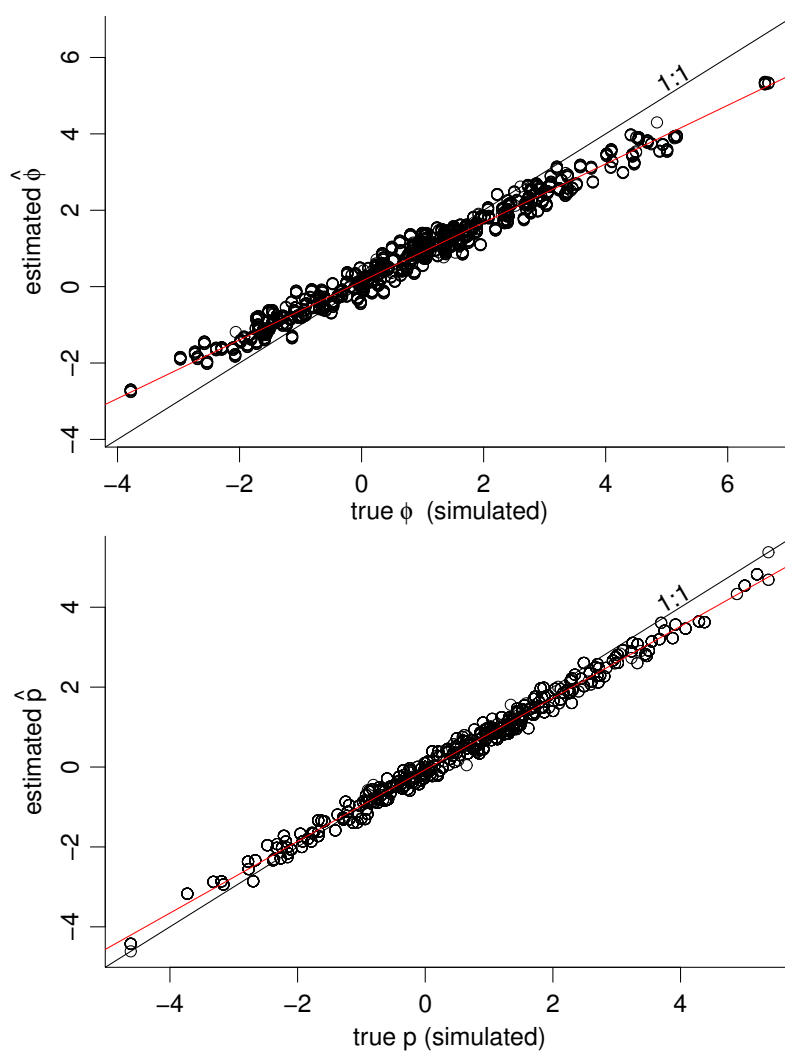 1:1
6
4
2
0
−2
−4
estimated ϕ̂
−4 −2 0 2 4 6
true ϕ (simulated)
1:1
4
2
0
−2
−4
estimated p̂
−4 −2 0 2 4
true p (simulated)